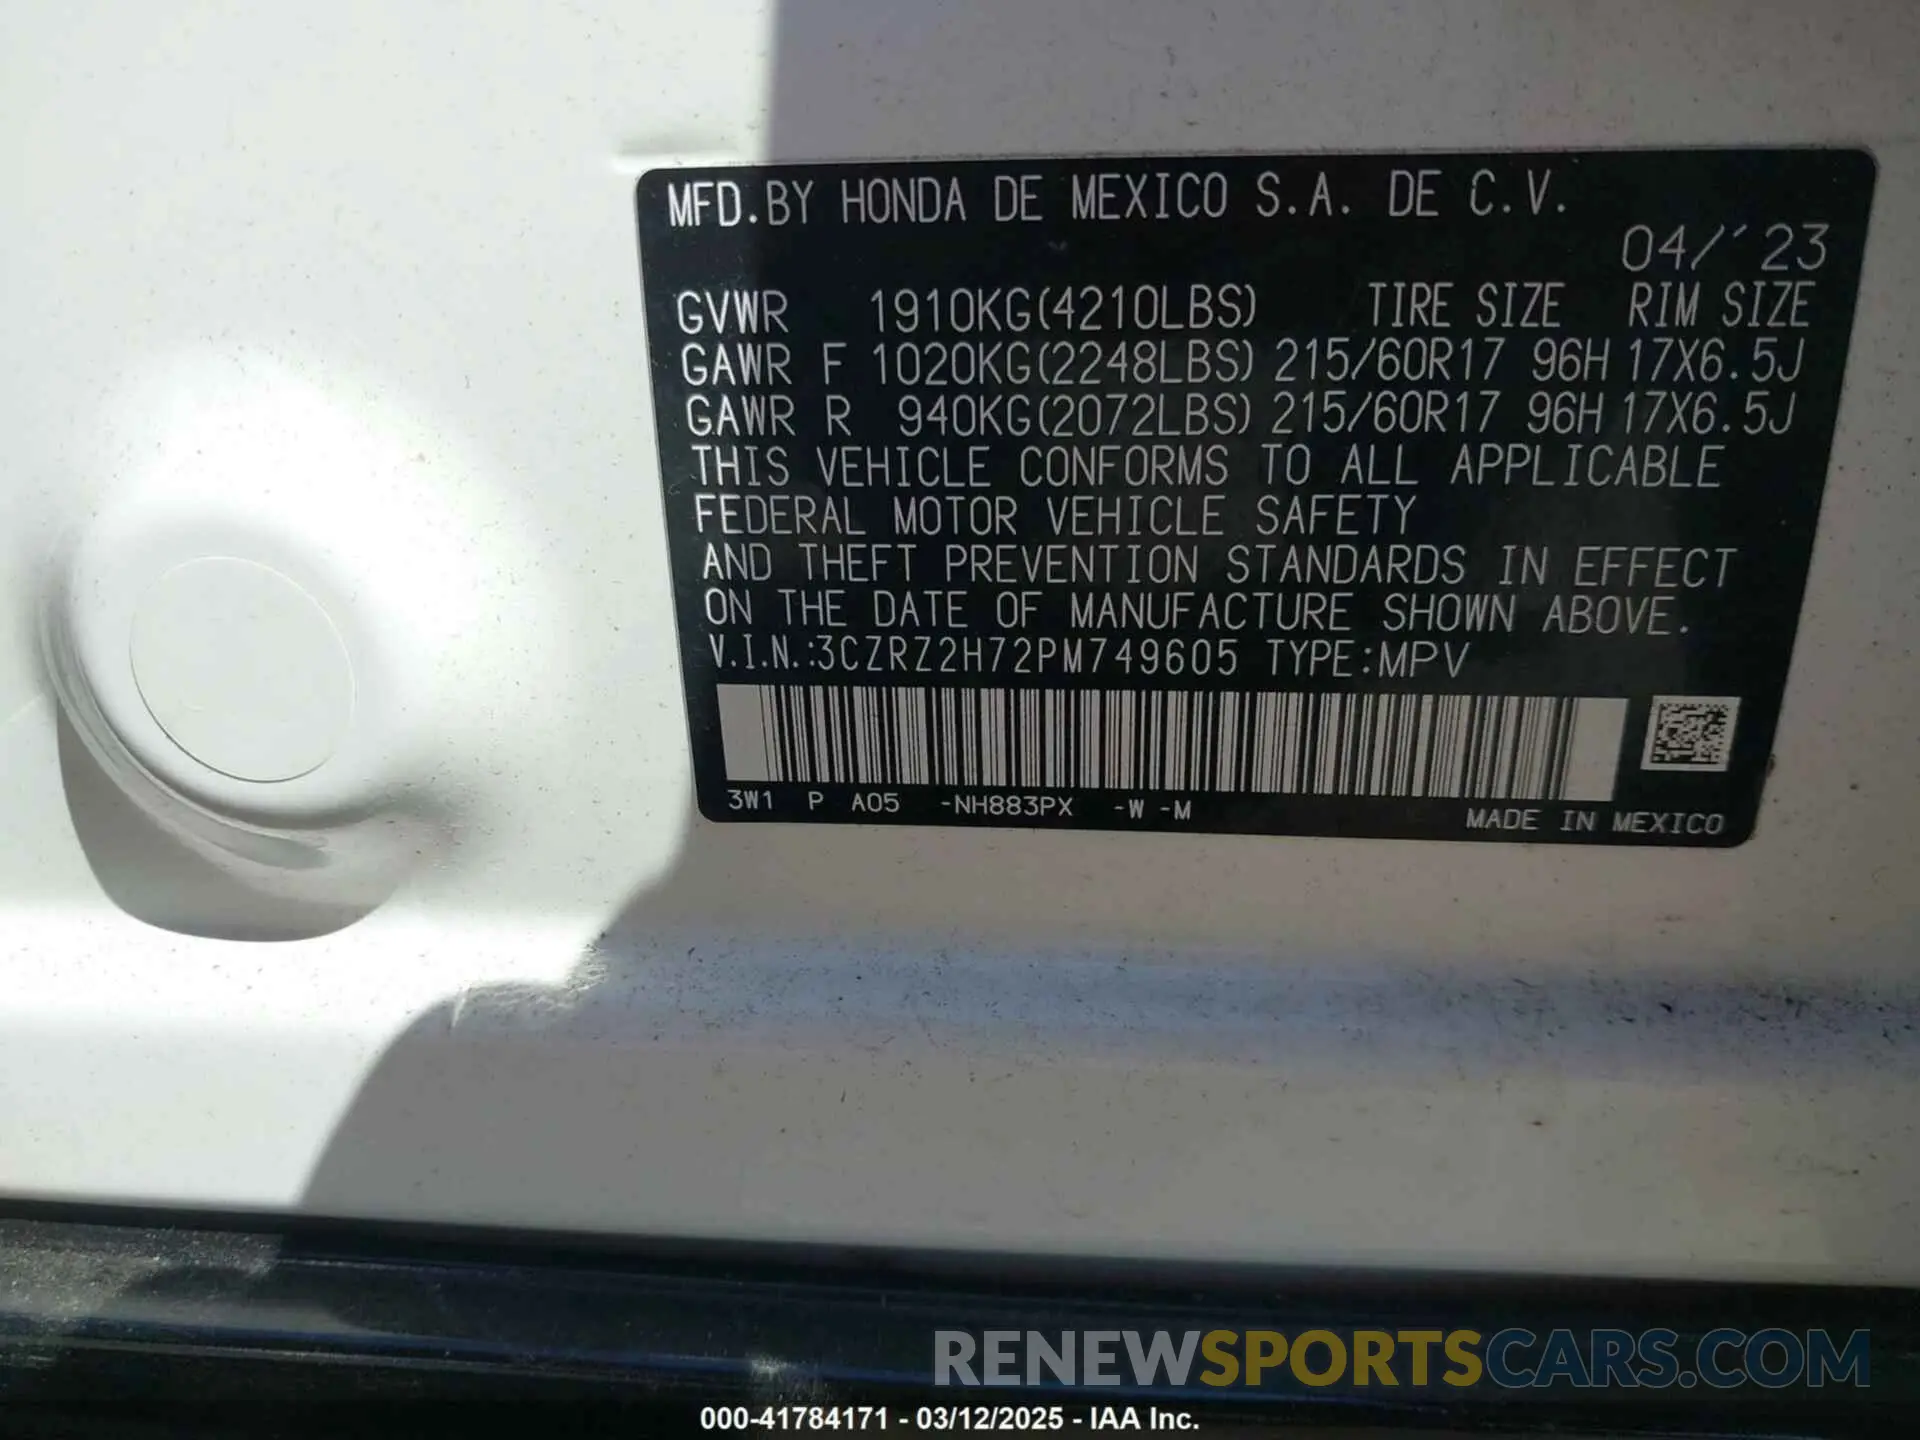 MFD.BY HONDA DE MEXICO S.A. DE C.V.
04/´23
GVWR 1910KG(4210LBS) TIRE SIZE RIM SIZE
GAWR F 1020KG(2248LBS) 215/60R17 96H 17X6.5J
GAWR R 940KG(2072LBS) 215/60R17 96H 17X6.5J
THIS VEHICLE CONFORMS TO ALL APPLICABLE
FEDERAL MOTOR VEHICLE SAFETY
AND THEFT PREVENTION STANDARDS IN EFFECT
ON THE DATE OF MANUFACTURE SHOWN ABOVE.
V.I.N.:3CZRZ2H72PM749605 TYPE:MPV
3W1 P A05 -NH883PX -W -M
MADE IN MEXICO
RENEWSPORTSCARS.COM
000-41784171 - 03/12/2025 - IAA Inc.